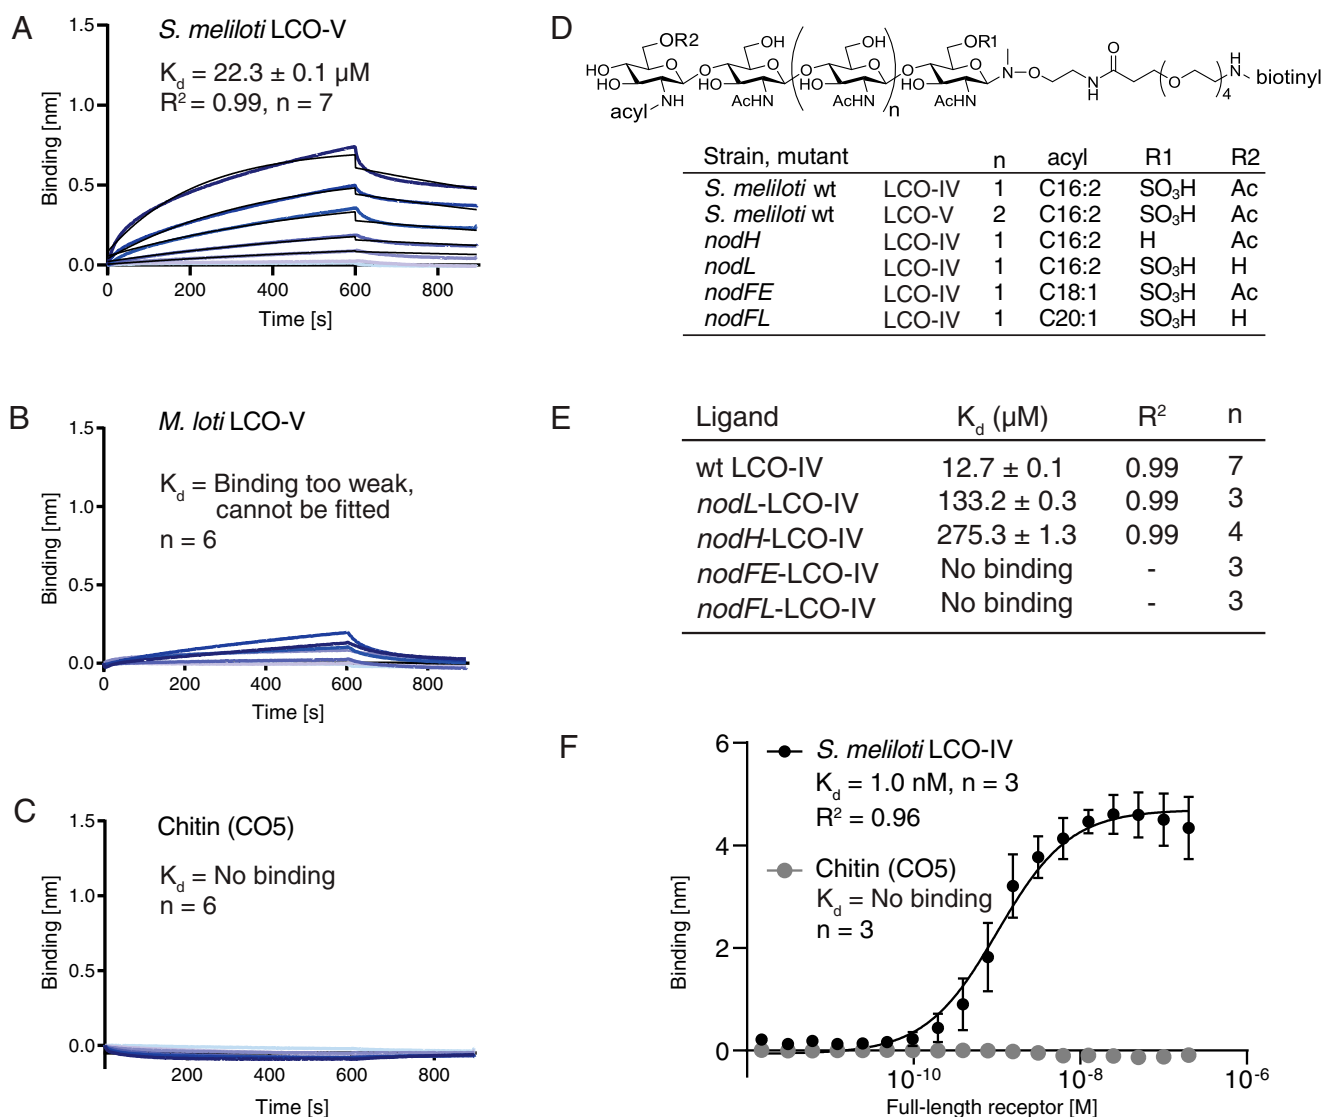 A
S. meliloti LCO-V
Kd = 22.3 ± 0.1 µM
R2 = 0.99, n = 7
Binding [nm]
1.5
1.0
0.5
0.0
0 200 400 600 800
Time [s]
B
M. loti LCO-V
Kd = Binding too weak,
cannot be fitted
n = 6
Binding [nm]
1.5
1.0
0.5
0.0
0 200 400 600 800
Time [s]
C
Chitin (CO5)
Kd = No binding
n = 6
Binding [nm]
1.5
1.0
0.5
0.0
200 400 600 800
Time [s]
D
OR2 OH OH OR1 O H
HO O O O O N O N O N biotinyl
HO HO HO HO H 4
NH AcHN AcHN n AcHN
acyl
Strain, mutant n acyl R1 R2
S. meliloti wt LCO-IV 1 C16:2 SO3H Ac
S. meliloti wt LCO-V 2 C16:2 SO3H Ac
nodH LCO-IV 1 C16:2 H Ac
nodL LCO-IV 1 C16:2 SO3H H
nodFE LCO-IV 1 C18:1 SO3H Ac
nodFL LCO-IV 1 C20:1 SO3H H
E
Ligand Kd (µM) R2 n
wt LCO-IV 12.7 ± 0.1 0.99 7
nodL-LCO-IV 133.2 ± 0.3 0.99 3
nodH-LCO-IV 275.3 ± 1.3 0.99 4
nodFE-LCO-IV No binding - 3
nodFL-LCO-IV No binding - 3
F
S. meliloti LCO-IV
Kd = 1.0 nM, n = 3
R2 = 0.96
Chitin (CO5)
Kd = No binding
n = 3
Binding [nm]
6
4
2
0
10-10 10-8 10-6
Full-length receptor [M]